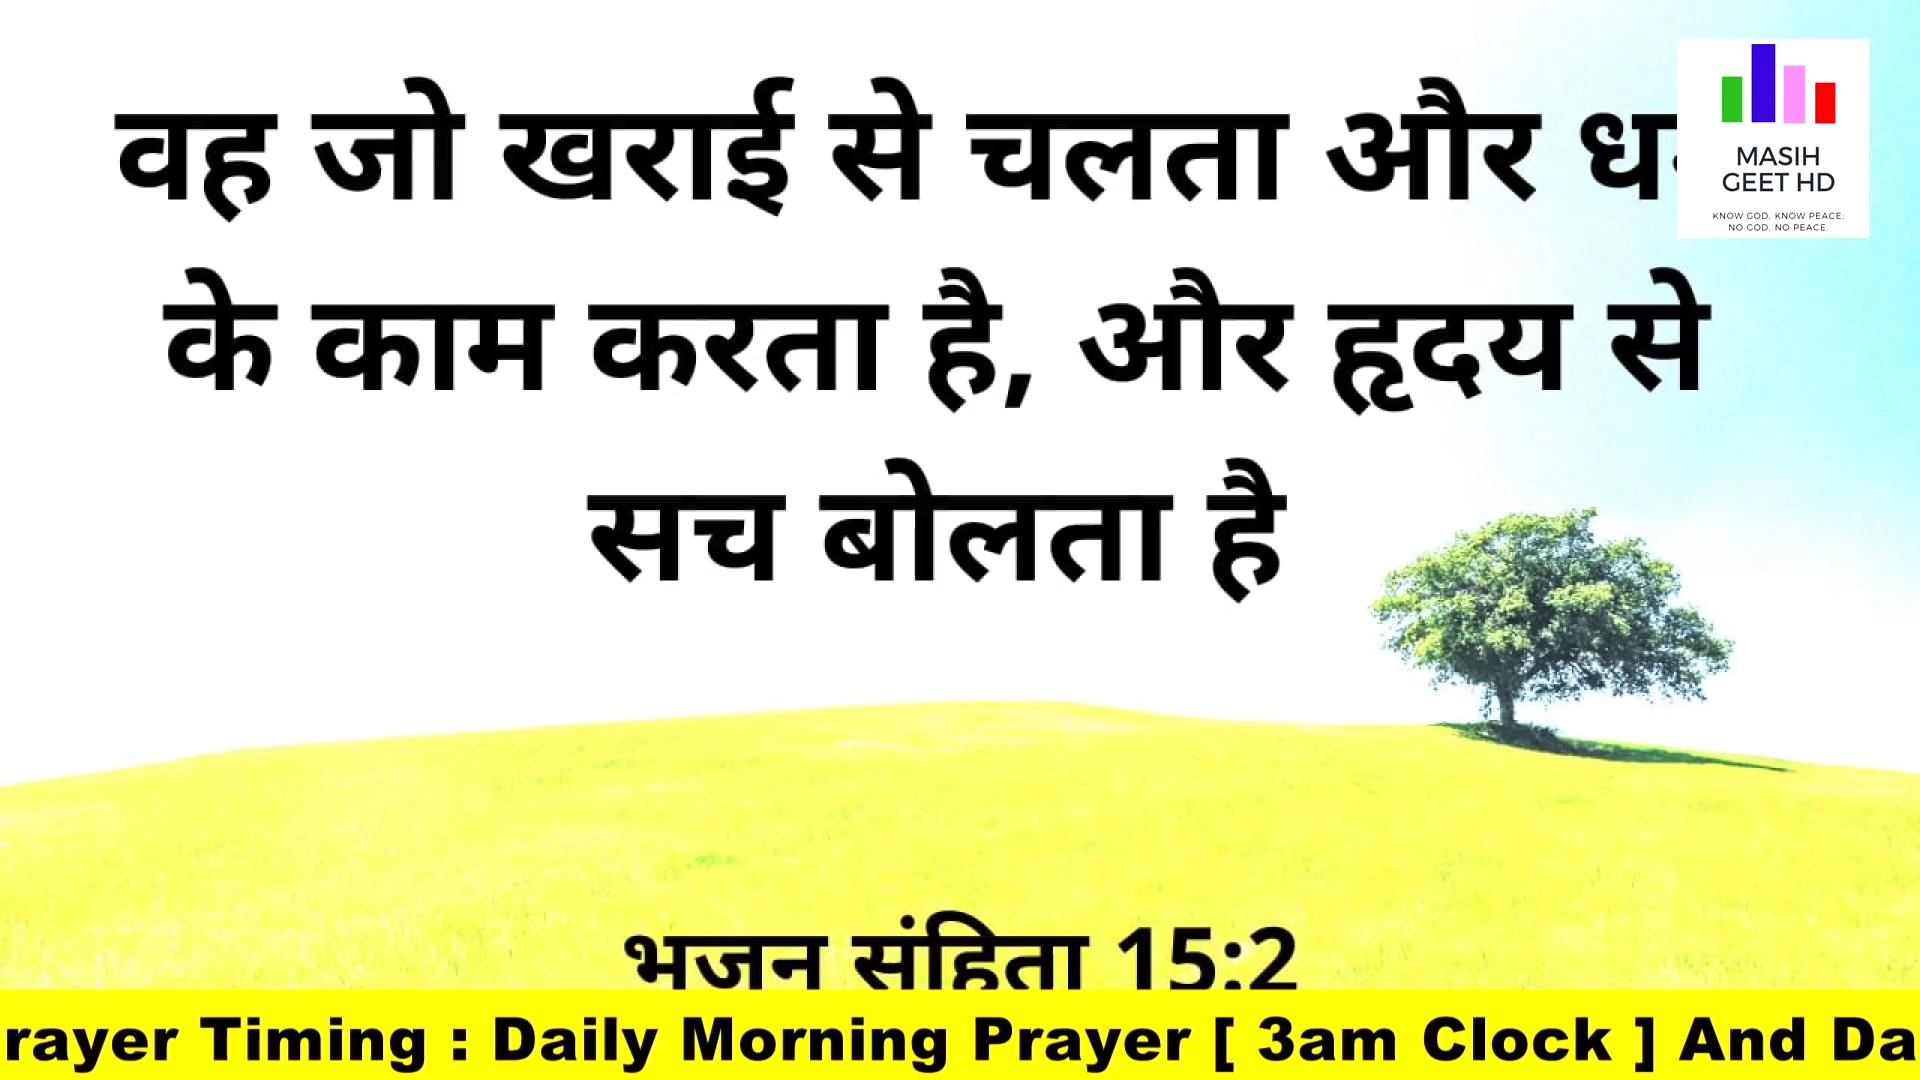 वह जो खराई से चलता और
के काम करता है, और हृदय से
सच बोलता है
MASIH
GEET HD
KNOW GOD. KNOW PEACE;
NO GOD. NO PEACE.
भजन संहिता 15:2
rayer Timing : Daily Morning Prayer [ 3am Clock ] And Da